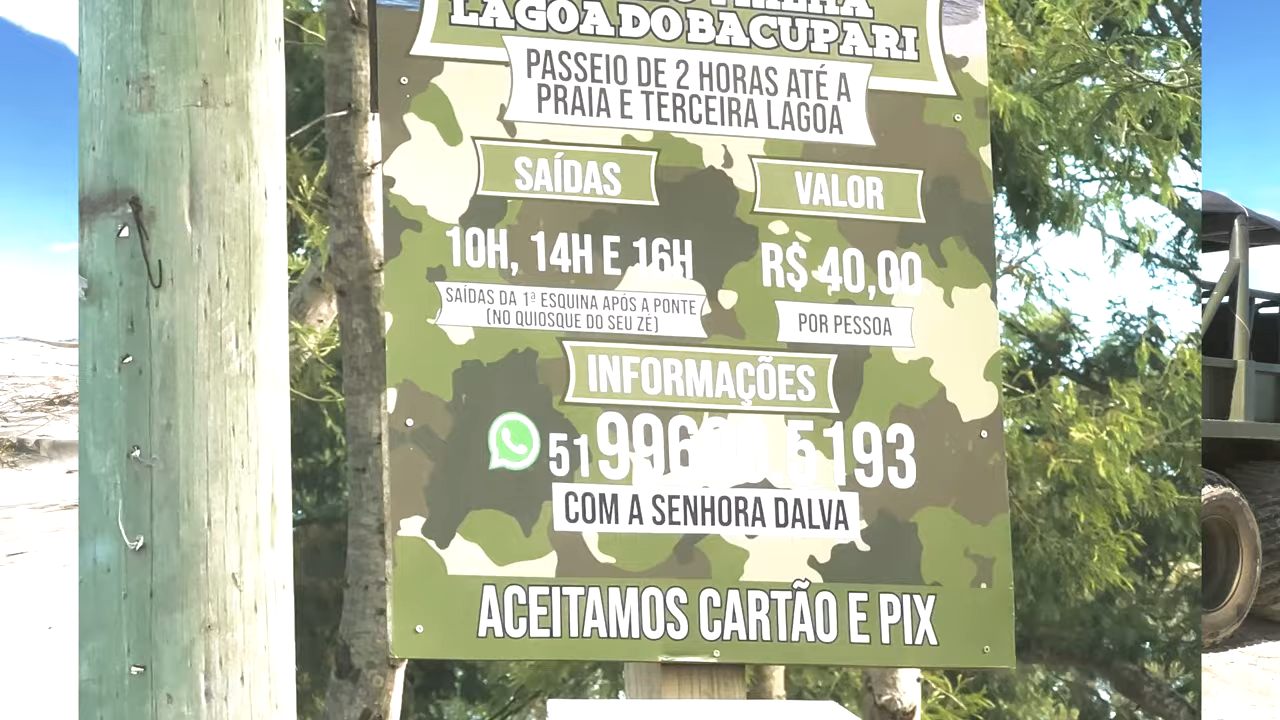 LAGOA DO BACUPARI
PASSEIO DE 2 HORAS ATÉ A
PRAIA E TERCEIRA LAGOA
SAÍDAS
10H, 14H E 16H
SAÍDAS DA 1ª ESQUINA APÓS A PONTE
(NO QUIOSQUE DO SEU ZÉ)
VALOR
R$ 40,00
POR PESSOA
INFORMAÇÕES
51
COM A SENHORA DALVA
ACEITAMOS CARTÃO E PIX